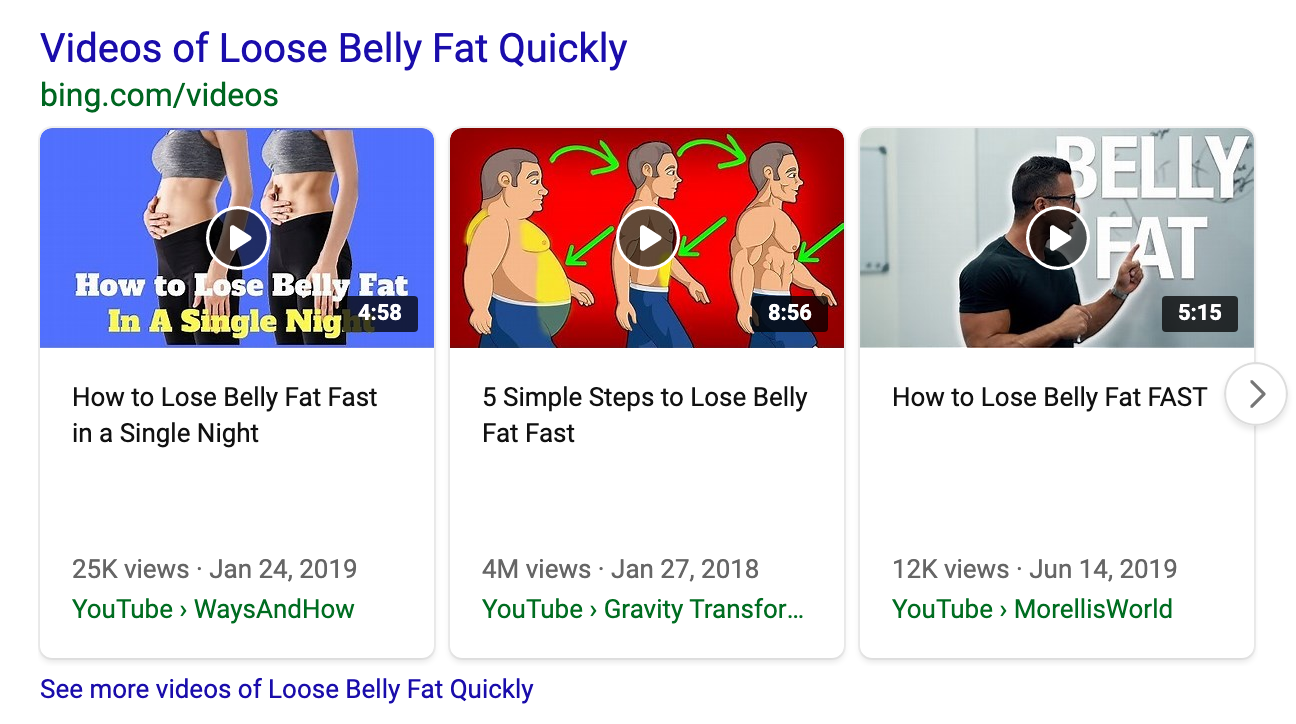 Videos of Loose Belly Fat Quickly
bing.com/videos
How to Lose Belly Fat
In A Single Nig
4:58
8:56
BELLY
FAT
5:15
How to Lose Belly Fat Fast
in a Single Night
5 Simple Steps to Lose Belly
Fat Fast
How to Lose Belly Fat FAST
25K views · Jan 24, 2019
YouTube › WaysAndHow
4M views · Jan 27, 2018
YouTube › Gravity Transfor...
12K views · Jun 14, 2019
YouTube › MorellisWorld
See more videos of Loose Belly Fat Quickly